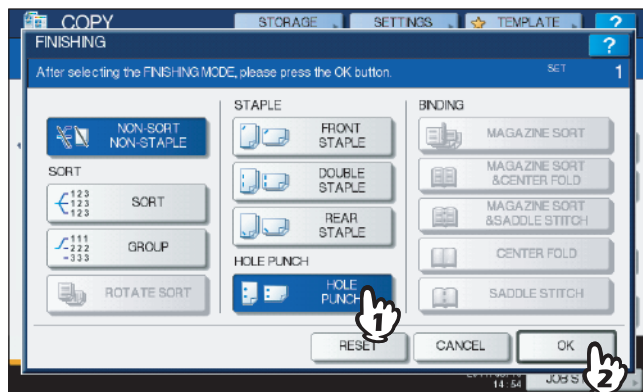 COPY
STORAGE
SETTINGS
TEMPLATE
?
FINISHING
?
After selecting the FINISHING MODE, please press the OK button.
SET
1
NON-SORT
NON-STAPLE
SORT
123
123
123
SORT
111
222
333
GROUP
ROTATE SORT
STAPLE
FRONT
STAPLE
DOUBLE
STAPLE
REAR
STAPLE
HOLE PUNCH
HOLE
PUNCH
1
BINDING
MAGAZINE SORT
MAGAZINE SORT
&CENTER FOLD
MAGAZINE SORT
&SADDLE STITCH
CENTER FOLD
SADDLE STITCH
RESET
CANCEL
OK
2
14:54
JOB S